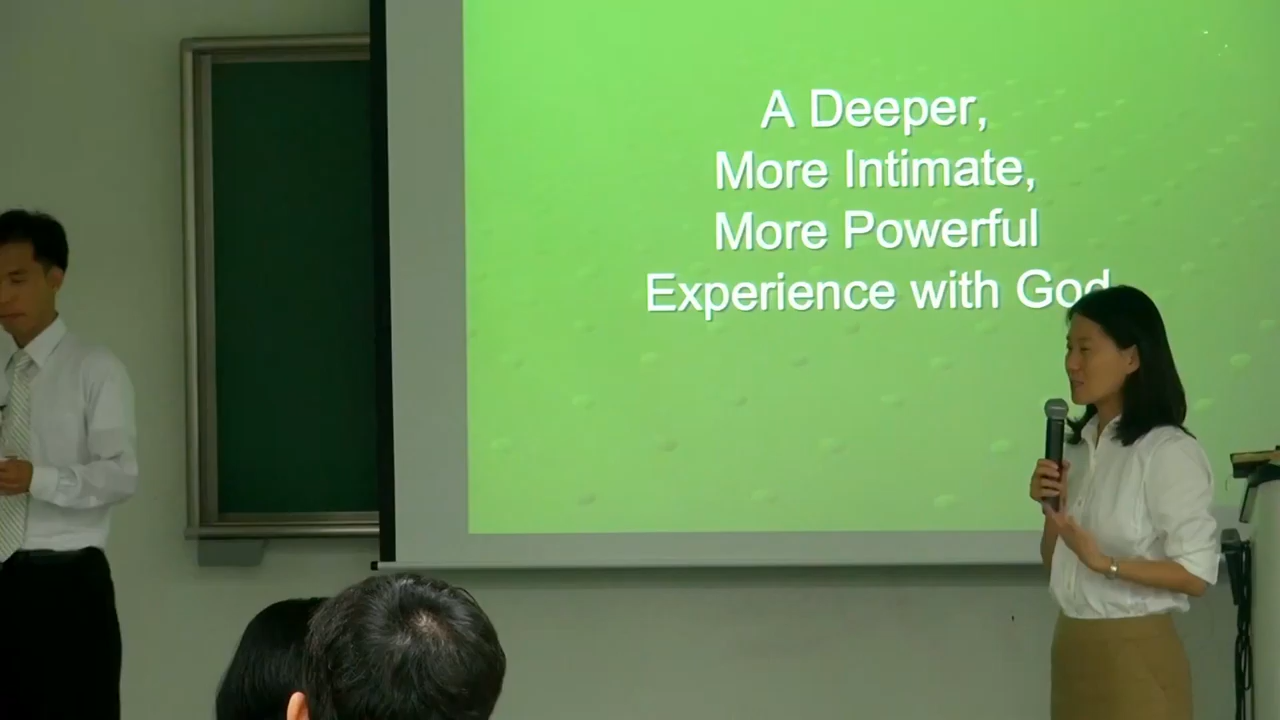 A Deeper,
More Intimate,
More Powerful
Experience with God